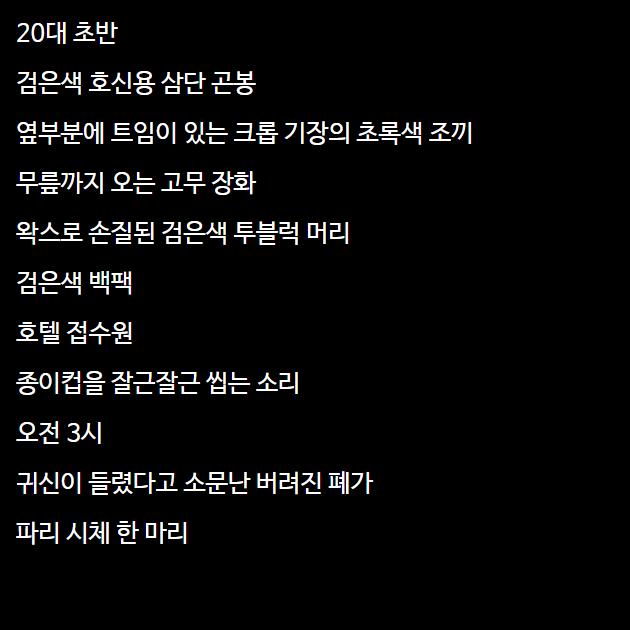 20대 초반
검은색 호신용 삼단 곤봉
옆부분에 트임이 있는 크롭 기장의 초록색 조끼
무릎까지 오는 고무 장화
왁스로 손질된 검은색 투블럭 머리
검은색 백팩
호텔 접수원
종이컵을 잘근잘근 씹는 소리
오전 3시
귀신이 들렸다고 소문난 버려진 폐가
파리 시체 한 마리